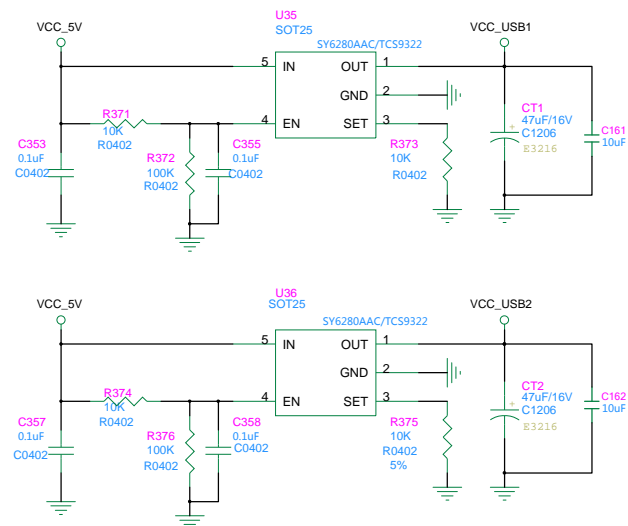 U35
SOT25
SY6280AAC/TCS9322
VCC_5V
VCC_USB1
5 IN
OUT 1
GND 2
4 EN
SET 3
R371
10K
R0402
C353
0.1uF
C0402
R372
100K
R0402
C355
0.1uF
C0402
R373
10K
R0402
CT1
+
47uF/16V
C1206
E3216
C161
10uF
U36
SOT25
SY6280AAC/TCS9322
VCC_5V
VCC_USB2
5 IN
OUT 1
GND 2
4 EN
SET 3
R374
10K
R0402
C357
0.1uF
C0402
R376
100K
R0402
C358
0.1uF
C0402
R375
10K
R0402
5%
CT2
+
47uF/16V
C1206
E3216
C162
10uF